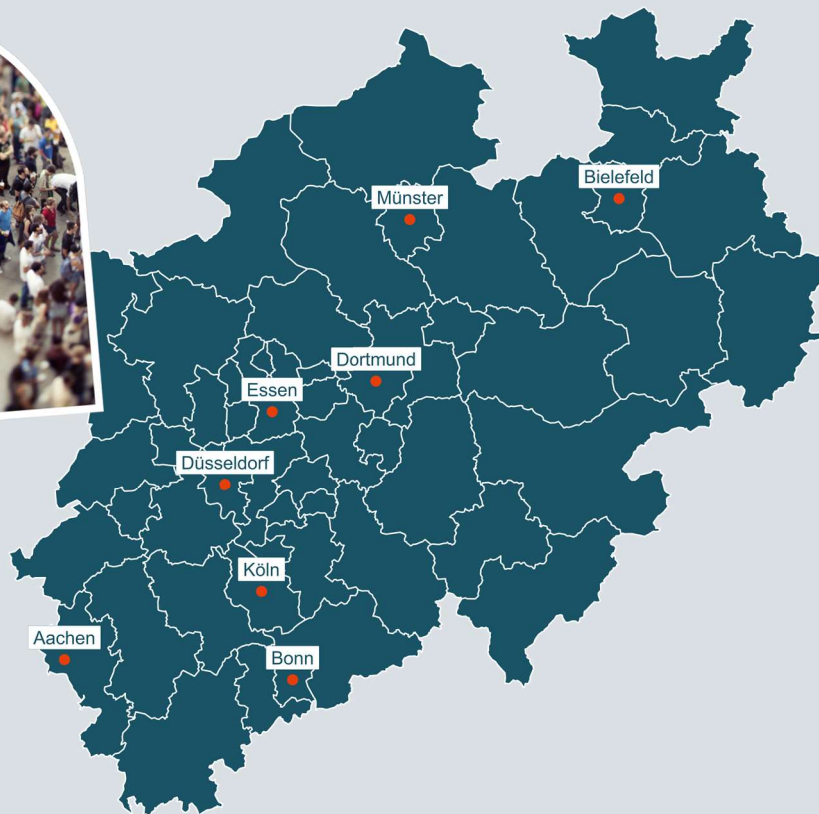 Bielefeld
Münster
Dortmund
Essen
Düsseldorf
Köln
Aachen
Bonn